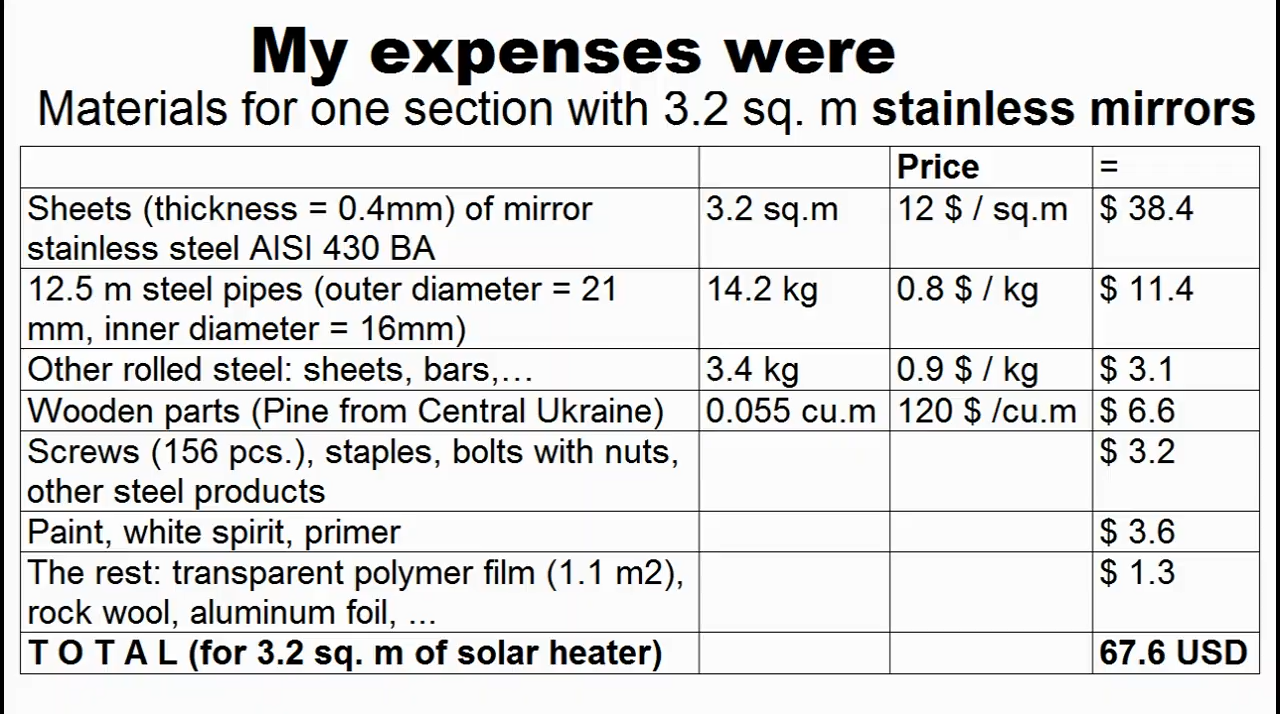 My expenses were
Materials for one section with 3.2 sq. m stainless mirrors
Price =
Sheets (thickness = 0.4mm) of mirror 3.2 sq.m 12 $ / sq.m $ 38.4
stainless steel AISI 430 BA
12.5 m steel pipes (outer diameter = 21 14.2 kg 0.8 $ / kg $ 11.4
mm, inner diameter = 16mm)
Other rolled steel: sheets, bars,… 3.4 kg 0.9 $ / kg $ 3.1
Wooden parts (Pine from Central Ukraine) 0.055 cu.m 120 $ /cu.m $ 6.6
Screws (156 pcs.), staples, bolts with nuts, $ 3.2
other steel products
Paint, white spirit, primer $ 3.6
The rest: transparent polymer film (1.1 m2), $ 1.3
rock wool, aluminum foil, ...
T O T A L (for 3.2 sq. m of solar heater) 67.6 USD